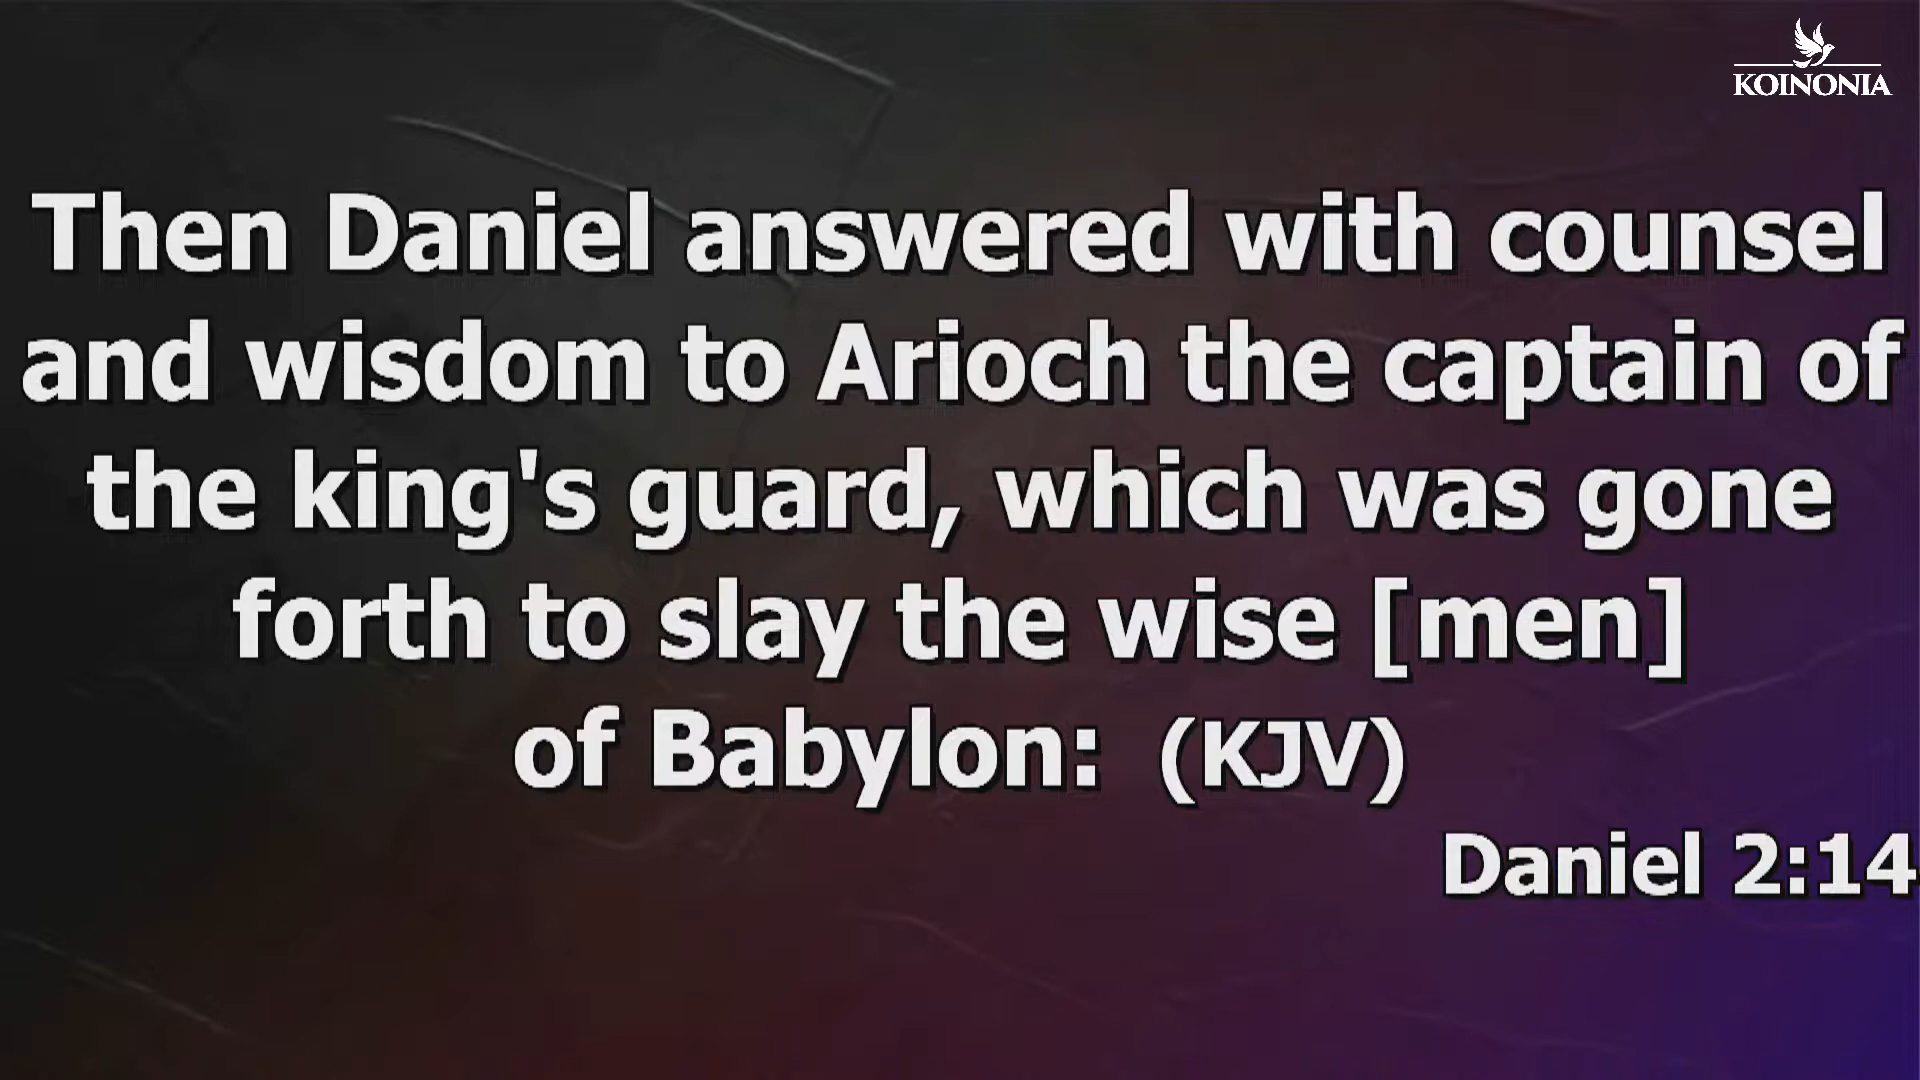 KOINONIA
Then Daniel answered with counsel
and wisdom to Arioch the captain of
the king's guard, which was gone
forth to slay the wise [men]
of Babylon: (KJV)
Daniel 2:14